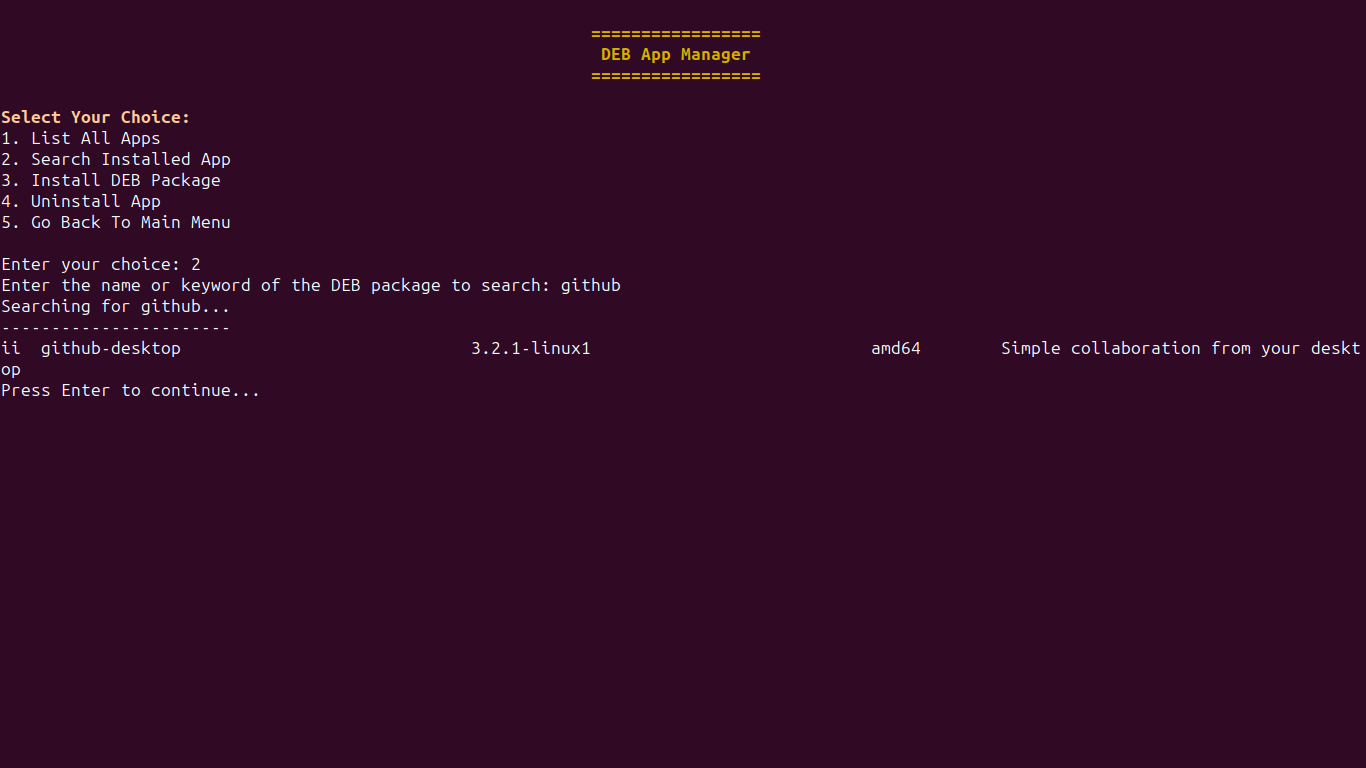 =================
DEB App Manager
=================
Select Your Choice:
1. List All Apps
2. Search Installed App
3. Install DEB Package
4. Uninstall App
5. Go Back To Main Menu
Enter your choice: 2
Enter the name or keyword of the DEB package to search: github
Searching for github...
-----------------------
ii  github-desktop                             3.2.1-linux1                            amd64        Simple collaboration from your deskt
op
Press Enter to continue...